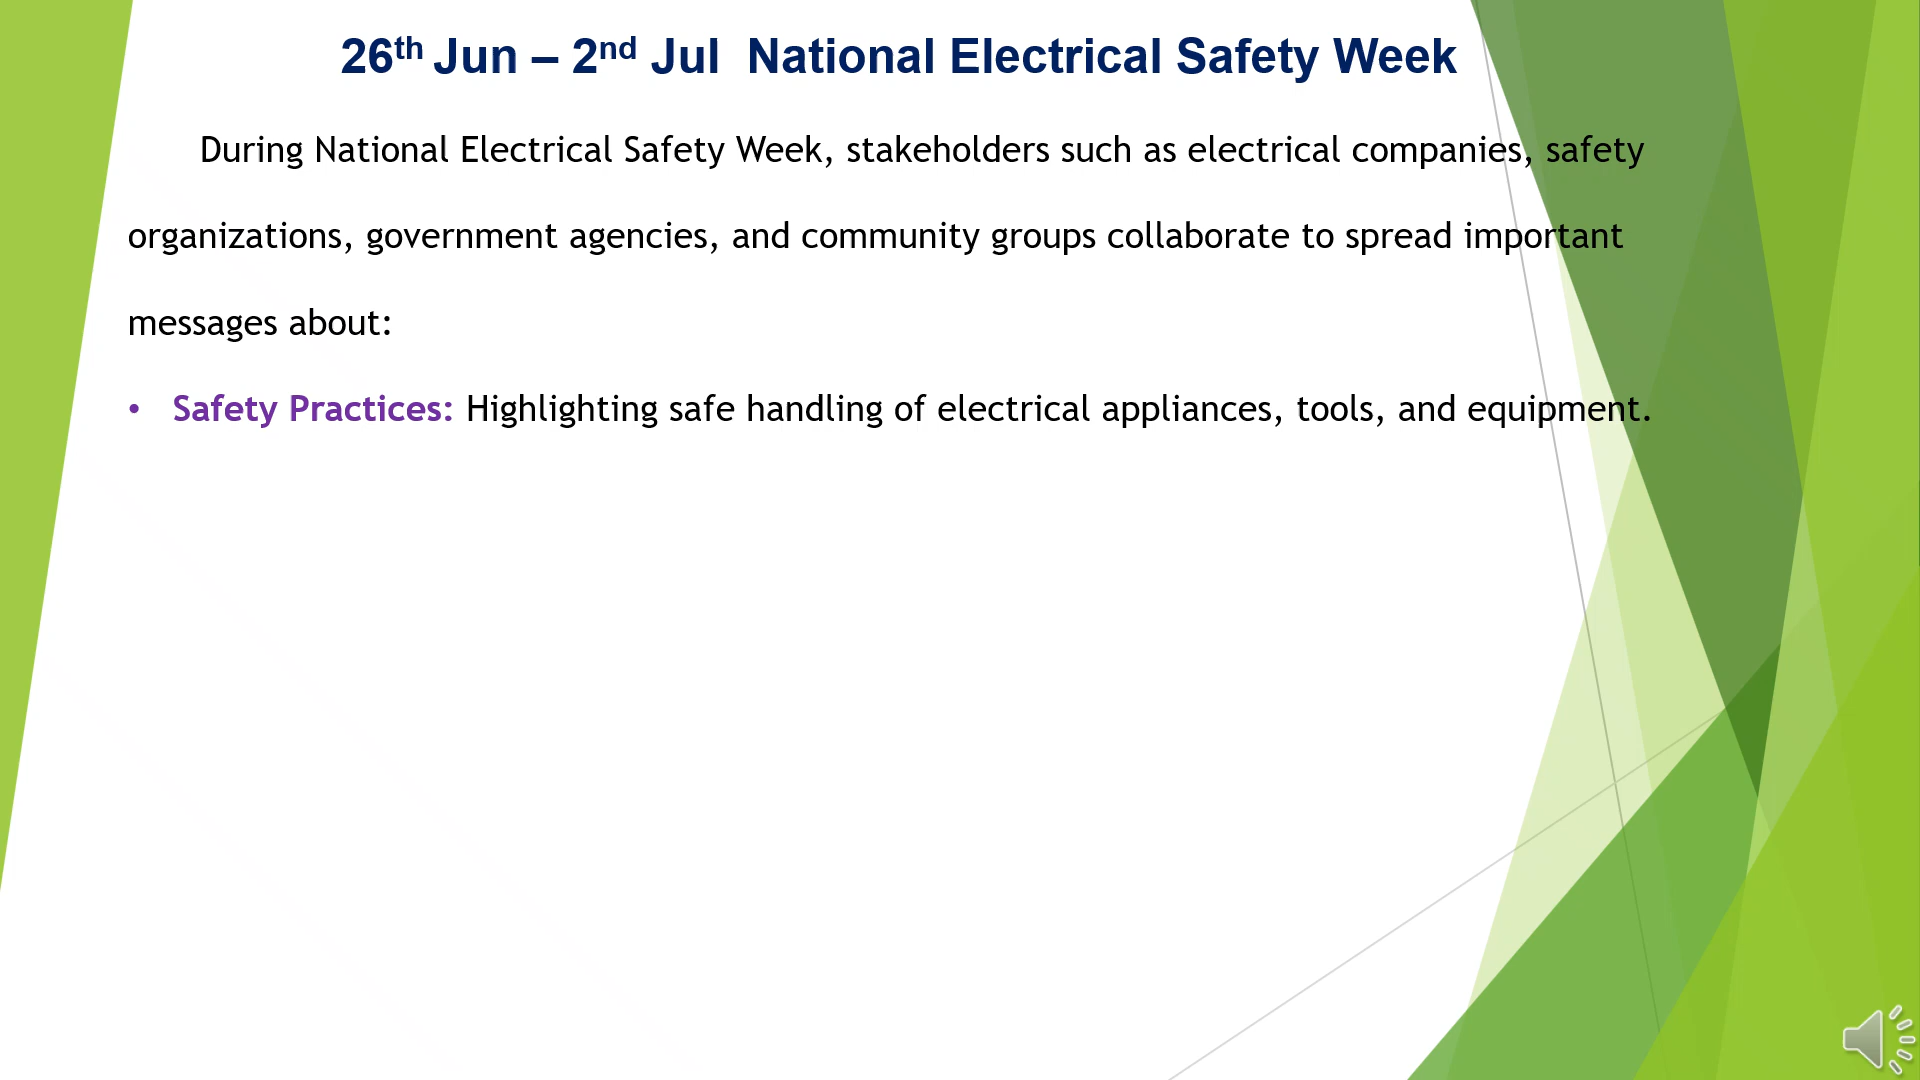 26th Jun – 2nd Jul  National Electrical Safety Week
During National Electrical Safety Week, stakeholders such as electrical companies, safety
organizations, government agencies, and community groups collaborate to spread important
messages about:
• Safety Practices: Highlighting safe handling of electrical appliances, tools, and equipment.